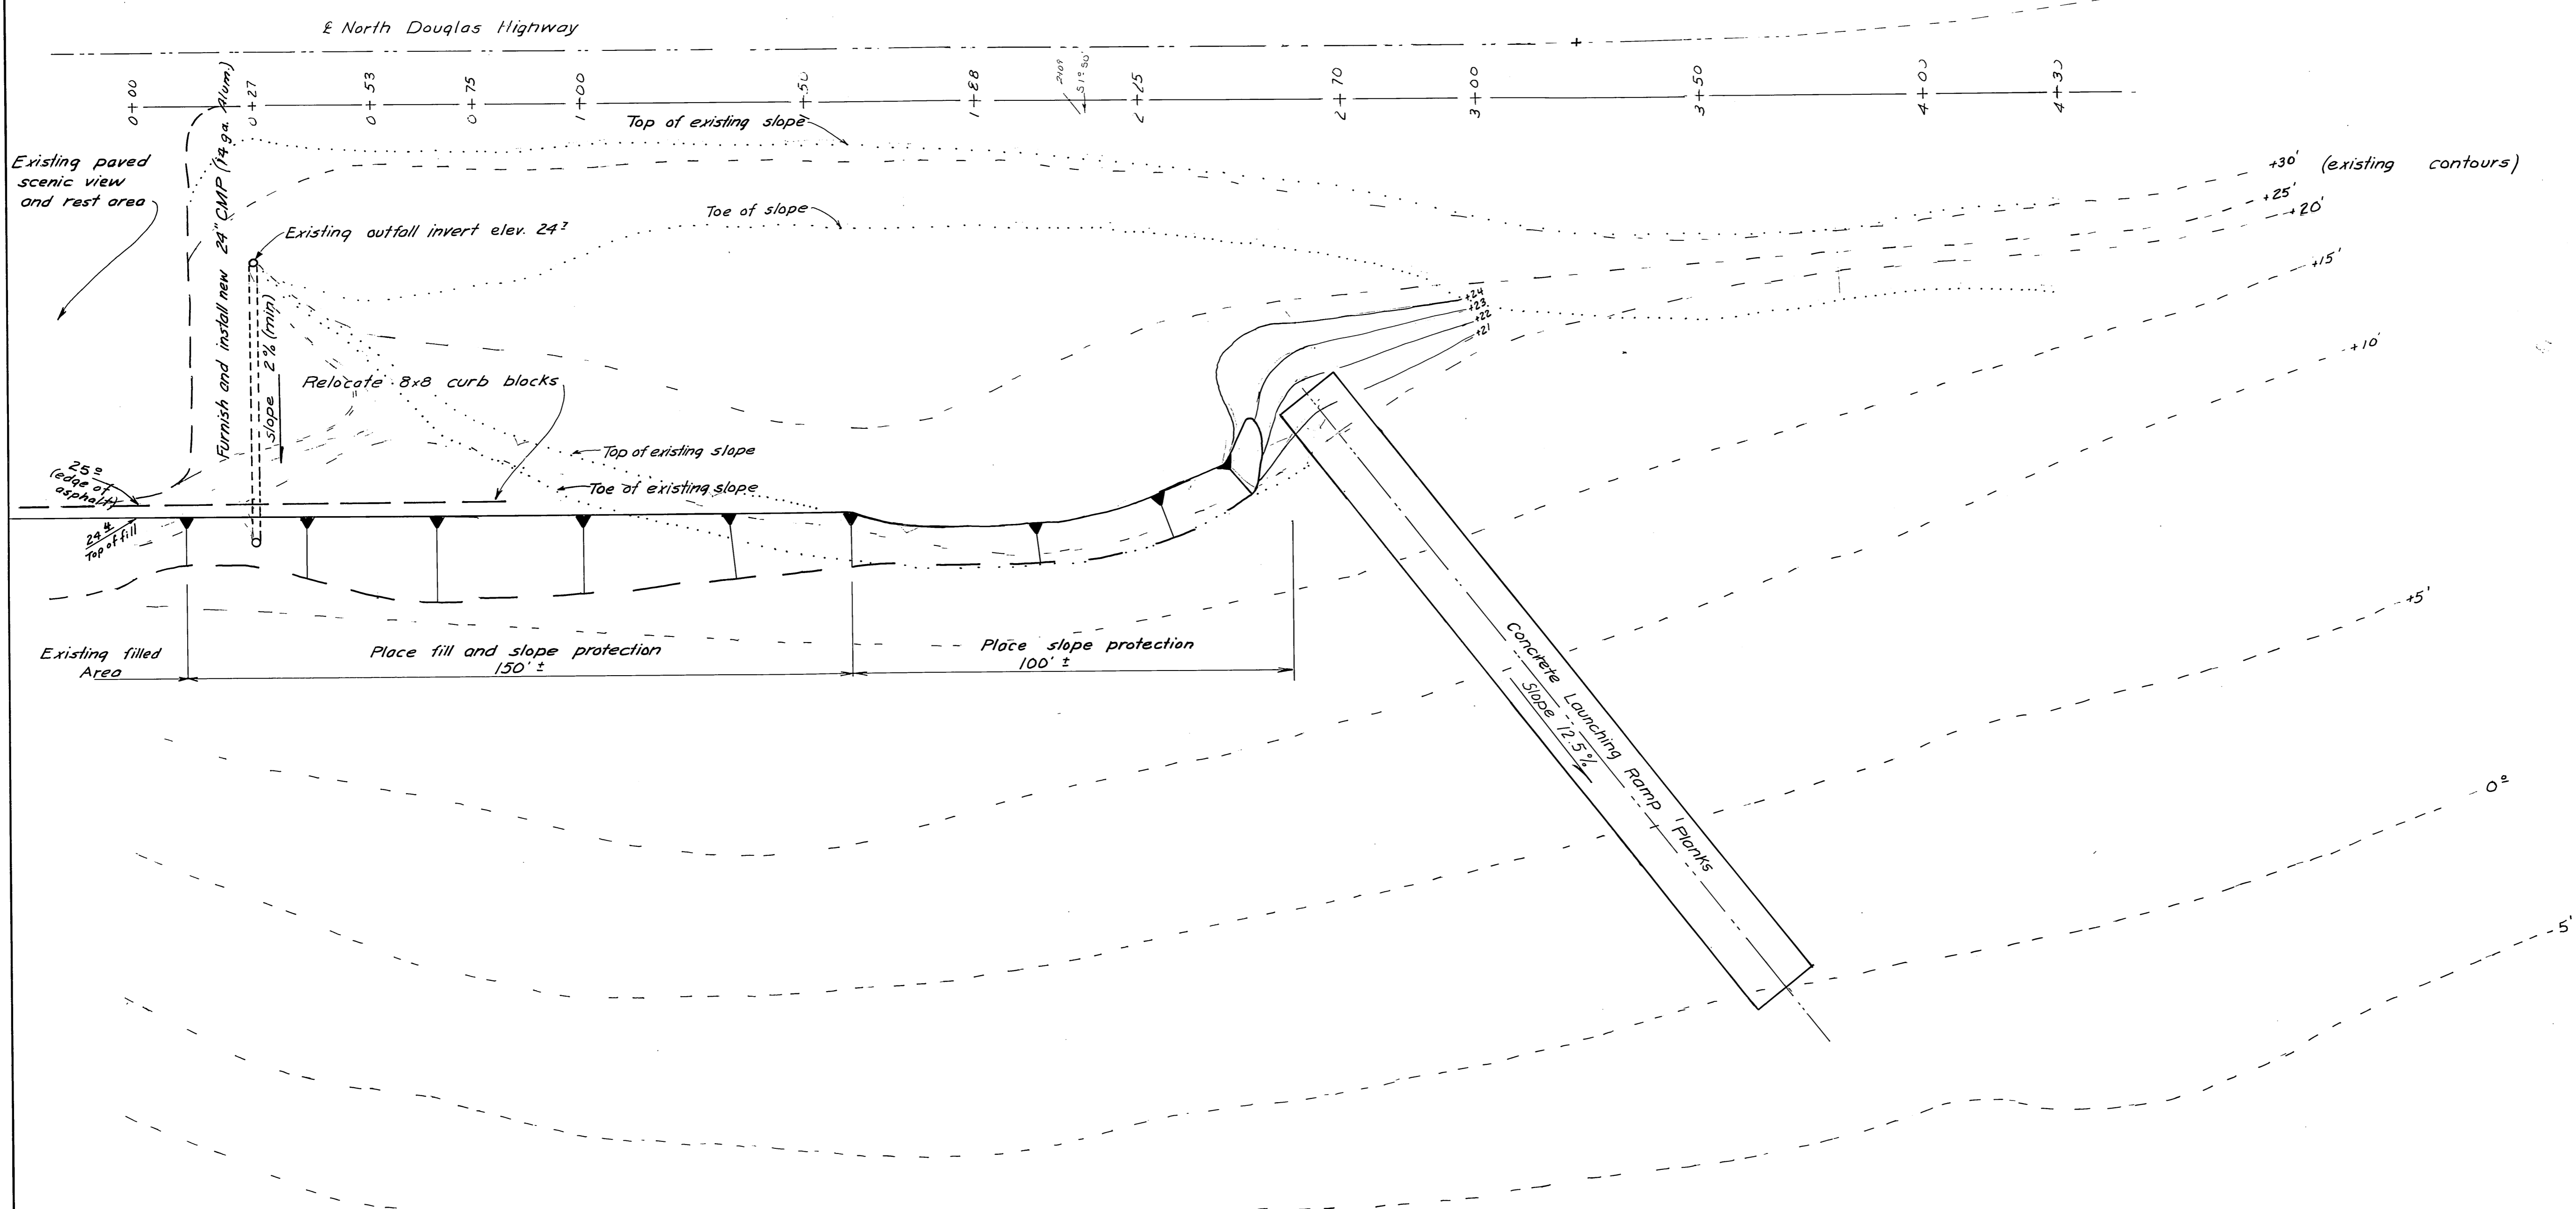 ℄ North Douglas Highway
0+00
0+27
0+53
0+75
1+00
1+50
1+88
2+25
2+70
3+00
3+50
4+00
4+30
Top of existing slope
Existing paved
scenic view
and rest area
Furnish and install new 24" CMP (14 ga. Alum.)
slope 2% (min)
+30' (existing contours)
+25'
+20'
Toe of slope
Existing outfall invert elev. 24⁷
+15'
+24
+23
+22
+21
+10'
Relocate 8x8 curb blocks
Top of existing slope
25º
(edge of
asphalt)
Toe of existing slope
24⁴
Top of fill
+5'
Existing filled
Area
Place fill and slope protection
150' ±
Place slope protection
100' ±
Concrete Launching Ramp Planks
Slope 12.5%
0º
-5'